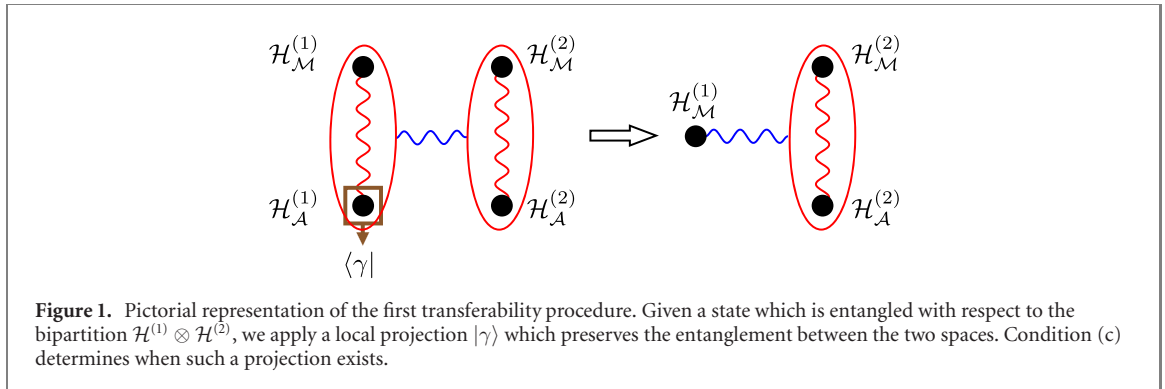 ℋ_ℳ^(1) ℋ_ℳ^(2) ℋ_ℳ^(2)
ℋ_ℳ^(1)
ℋ_𝒜^(1) ℋ_𝒜^(2) ℋ_𝒜^(2)
⟨γ|
Figure 1. Pictorial representation of the first transferability procedure. Given a state which is entangled with respect to the
bipartition ℋ^(1) ⊗ ℋ^(2), we apply a local projection |γ⟩ which preserves the entanglement between the two spaces. Condition (c)
determines when such a projection exists.